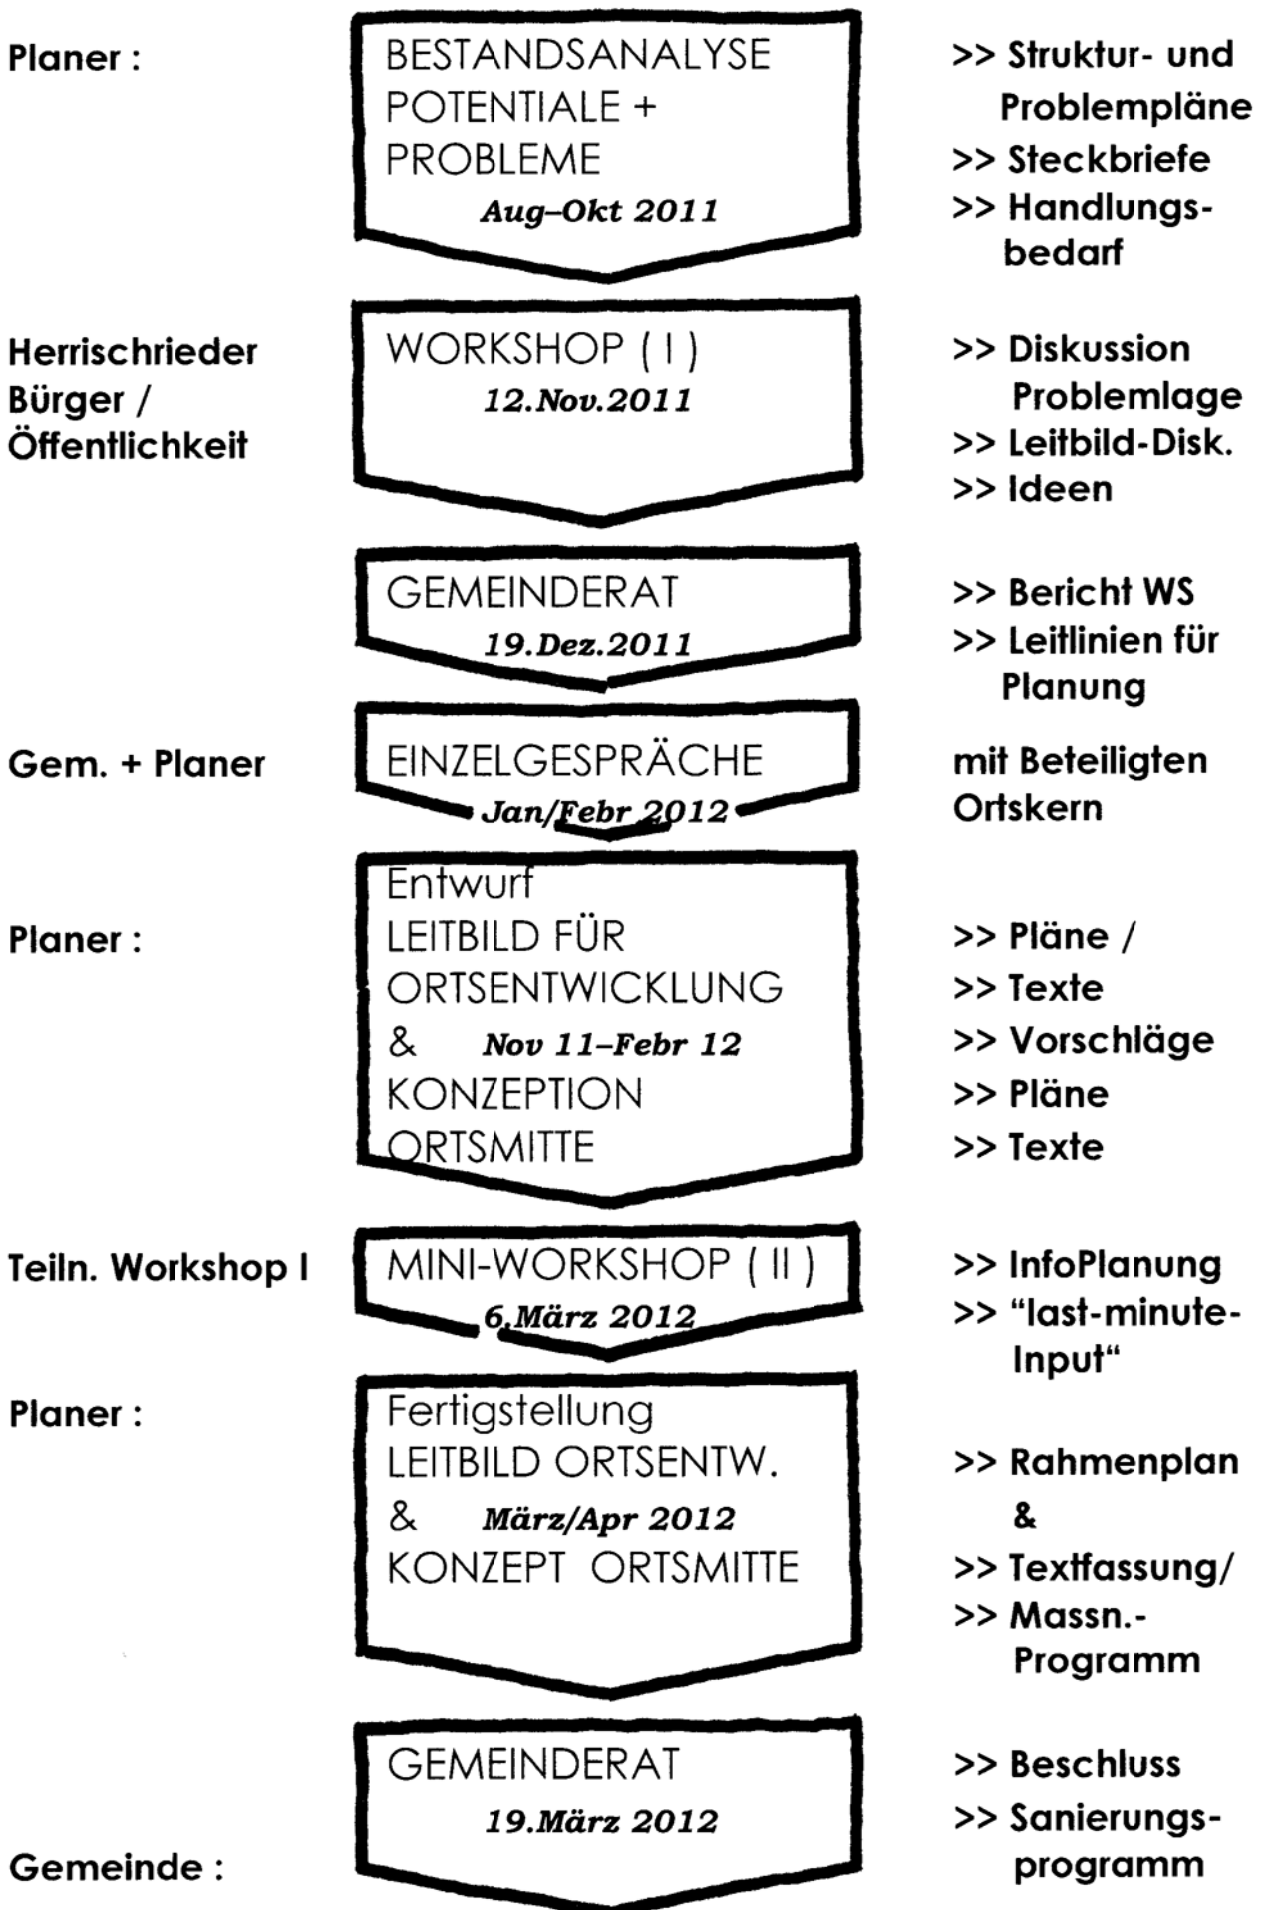 Planer :
BESTANDSANALYSE
POTENTIALE +
PROBLEME
Aug–Okt 2011
>> Struktur- und
Problempläne
>> Steckbriefe
>> Handlungs-
bedarf
Herrischrieder
Bürger /
Öffentlichkeit
WORKSHOP ( I )
12.Nov.2011
>> Diskussion
Problemlage
>> Leitbild-Disk.
>> Ideen
GEMEINDERAT
19.Dez.2011
>> Bericht WS
>> Leitlinien für
Planung
Gem. + Planer
EINZELGESPRÄCHE
Jan/Febr 2012
mit Beteiligten
Ortskern
Planer :
Entwurf
LEITBILD FÜR
ORTSENTWICKLUNG
& Nov 11–Febr 12
KONZEPTION
ORTSMITTE
>> Pläne /
>> Texte
>> Vorschläge
>> Pläne
>> Texte
Teiln. Workshop I
MINI-WORKSHOP ( II )
6.März 2012
>> InfoPlanung
>> “last-minute-
Input“
Planer :
Fertigstellung
LEITBILD ORTSENTW.
& März/Apr 2012
KONZEPT ORTSMITTE
>> Rahmenplan
&
>> Textfassung/
>> Massn.-
Programm
Gemeinde :
GEMEINDERAT
19.März 2012
>> Beschluss
>> Sanierungs-
programm